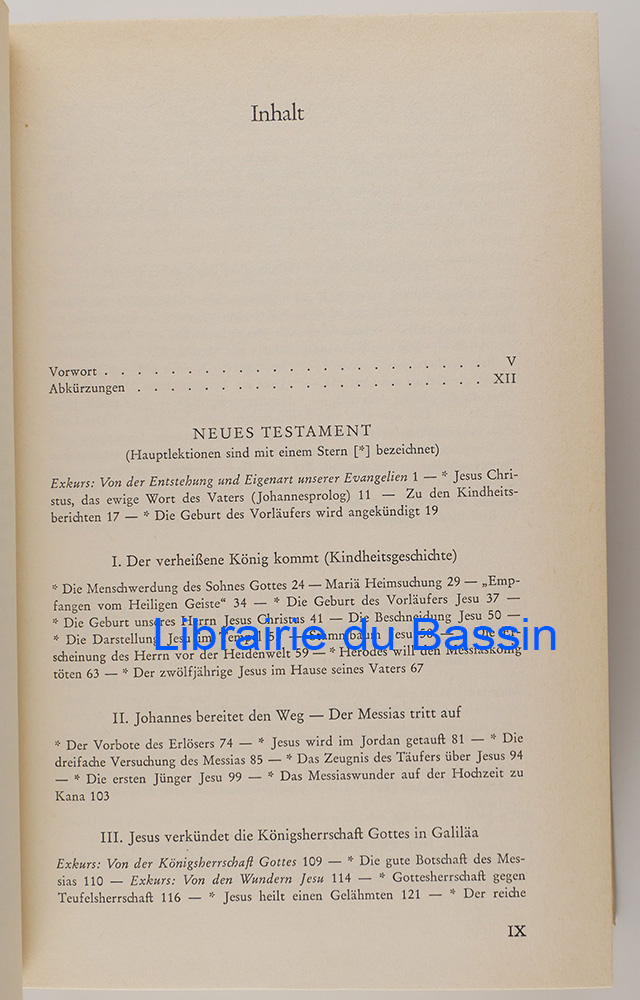 Inhalt
Vorwort . . . . . . . . . . . . . . . . . . . . V
Abkürzungen . . . . . . . . . . . . . . . . . . XII
NEUES TESTAMENT
(Hauptlektionen sind mit einem Stern [*] bezeichnet)
Exkurs: Von der Entstehung und Eigenart unserer Evangelien 1 — * Jesus Chri-
stus, das ewige Wort des Vaters (Johannesprolog) 11 — Zu den Kindheits-
berichten 17 — * Die Geburt des Vorläufers wird angekündigt 19
I. Der verheißene König kommt (Kindheitsgeschichte)
* Die Menschwerdung des Sohnes Gottes 24 — Mariä Heimsuchung 29 — „Emp-
fangen vom Heiligen Geiste“ 34 — * Die Geburt des Vorläufers Jesu 37 —
* Die Geburt unseres Herrn Jesus Christus 41 — Die Beschneidung Jesu 50 —
* Die Darstellung Jesu im Stammbaum Jesu
Librairie du Bassin
scheinung des Herrn vor der Heidenwelt 59 — * Herodes will den Messiaskönig
töten 63 — * Der zwölfjährige Jesus im Hause seines Vaters 67
II. Johannes bereitet den Weg — Der Messias tritt auf
* Der Vorbote des Erlösers 74 — * Jesus wird im Jordan getauft 81 — * Die
dreifache Versuchung des Messias 85 — * Das Zeugnis des Täufers über Jesus 94
— * Die ersten Jünger Jesu 99 — * Das Messiaswunder auf der Hochzeit zu
Kana 103
III. Jesus verkündet die Königsherrschaft Gottes in Galiläa
Exkurs: Von der Königsherrschaft Gottes 109 — * Die gute Botschaft des Mes-
sias 110 — Exkurs: Von den Wundern Jesu 114 — * Gottesherrschaft gegen
Teufelsherrschaft 116 — * Jesus heilt einen Gelähmten 121 — * Der reiche
IX